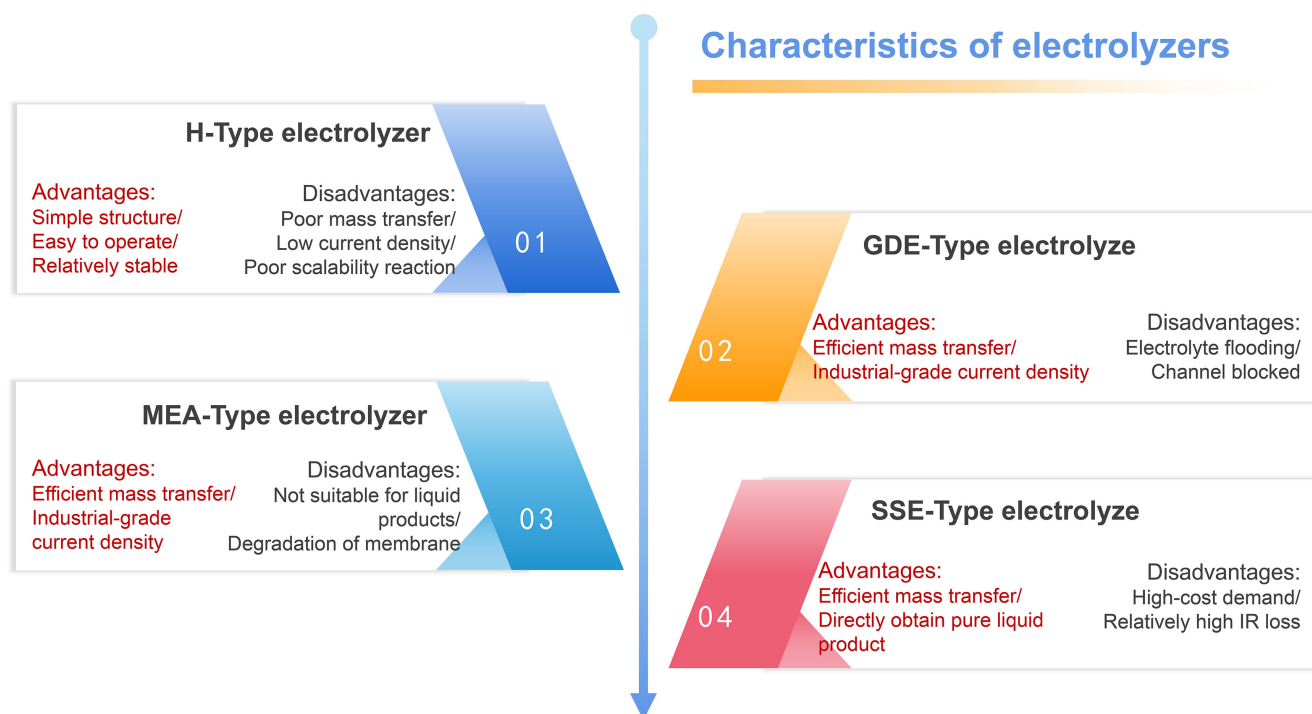 Characteristics of electrolyzers
H-Type electrolyzer
Advantages:
Simple structure/
Easy to operate/
Relatively stable
Disadvantages:
Poor mass transfer/
Low current density/
Poor scalability reaction
01
GDE-Type electrolyze
02
Advantages:
Efficient mass transfer/
Industrial-grade current density
Disadvantages:
Electrolyte flooding/
Channel blocked
MEA-Type electrolyzer
Advantages:
Efficient mass transfer/
Industrial-grade
current density
Disadvantages:
Not suitable for liquid
products/
Degradation of membrane
03
SSE-Type electrolyze
04
Advantages:
Efficient mass transfer/
Directly obtain pure liquid
product
Disadvantages:
High-cost demand/
Relatively high IR loss